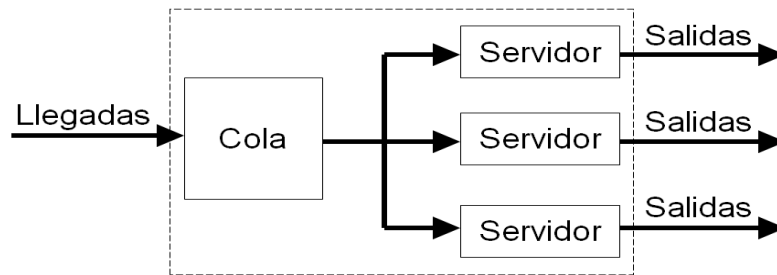 Llegadas
Cola
Servidor
Salidas
Servidor
Salidas
Servidor
Salidas